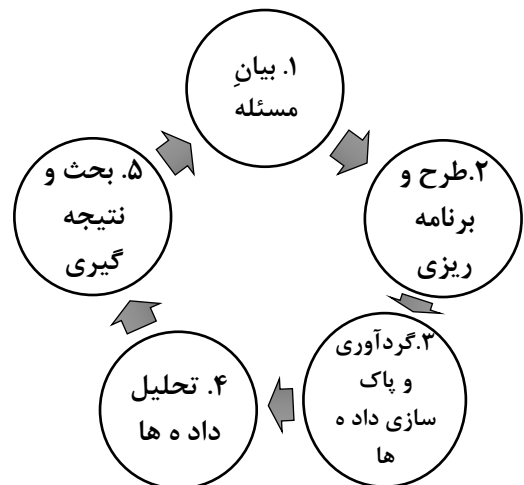 ۱. بیانِ
مسئله
۲.طرح و
برنامه
ریزی
۳.گردآوری
و پاک
سازی داد ه
ها
۴. تحلیل
داد ه ها
۵. بحث و
نتیجه
گیری